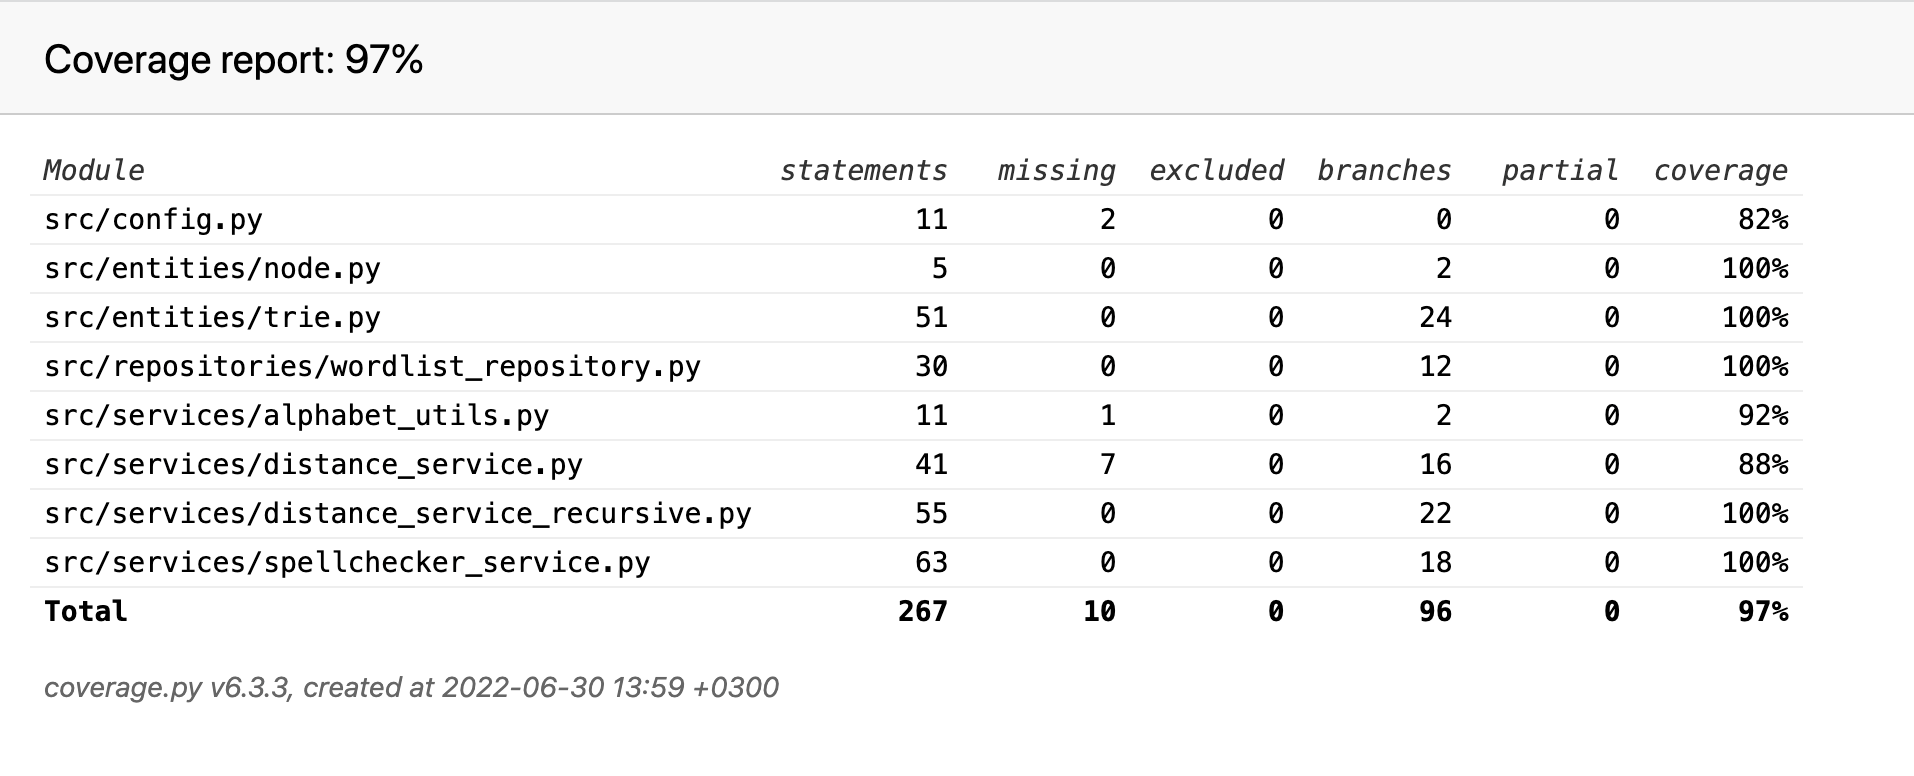 Coverage report: 97%
Module statements missing excluded branches partial coverage
src/config.py 11 2 0 0 0 82%
src/entities/node.py 5 0 0 2 0 100%
src/entities/trie.py 51 0 0 24 0 100%
src/repositories/wordlist_repository.py 30 0 0 12 0 100%
src/services/alphabet_utils.py 11 1 0 2 0 92%
src/services/distance_service.py 41 7 0 16 0 88%
src/services/distance_service_recursive.py 55 0 0 22 0 100%
src/services/spellchecker_service.py 63 0 0 18 0 100%
Total 267 10 0 96 0 97%
coverage.py v6.3.3, created at 2022-06-30 13:59 +0300